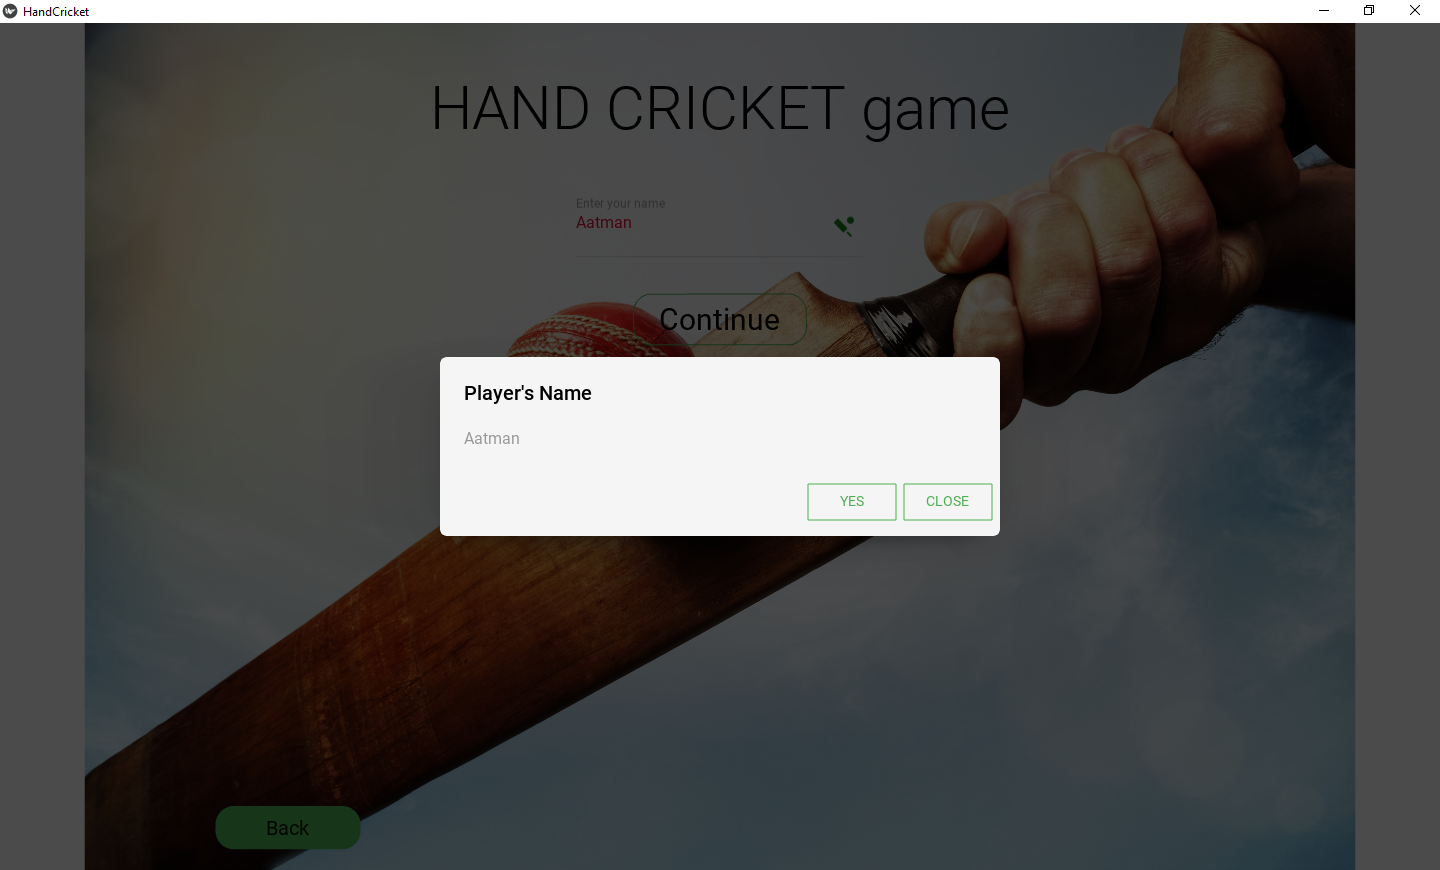 HandCricket
HAND CRICKET game
Enter your name
Aatman
Continue
Player's Name
Aatman
YES CLOSE
Back